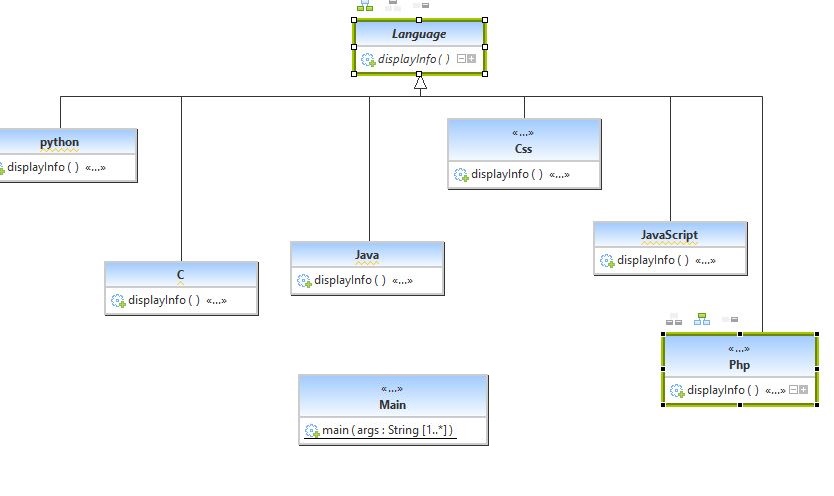 Language
displayInfo ( )
python
displayInfo ( ) «...»
«...»
Css
displayInfo ( ) «...»
JavaScript
displayInfo ( ) «...»
Java
displayInfo ( ) «...»
C
displayInfo ( ) «...»
«...»
Php
displayInfo ( ) «...»
«...»
Main
main ( args : String [1..*] )